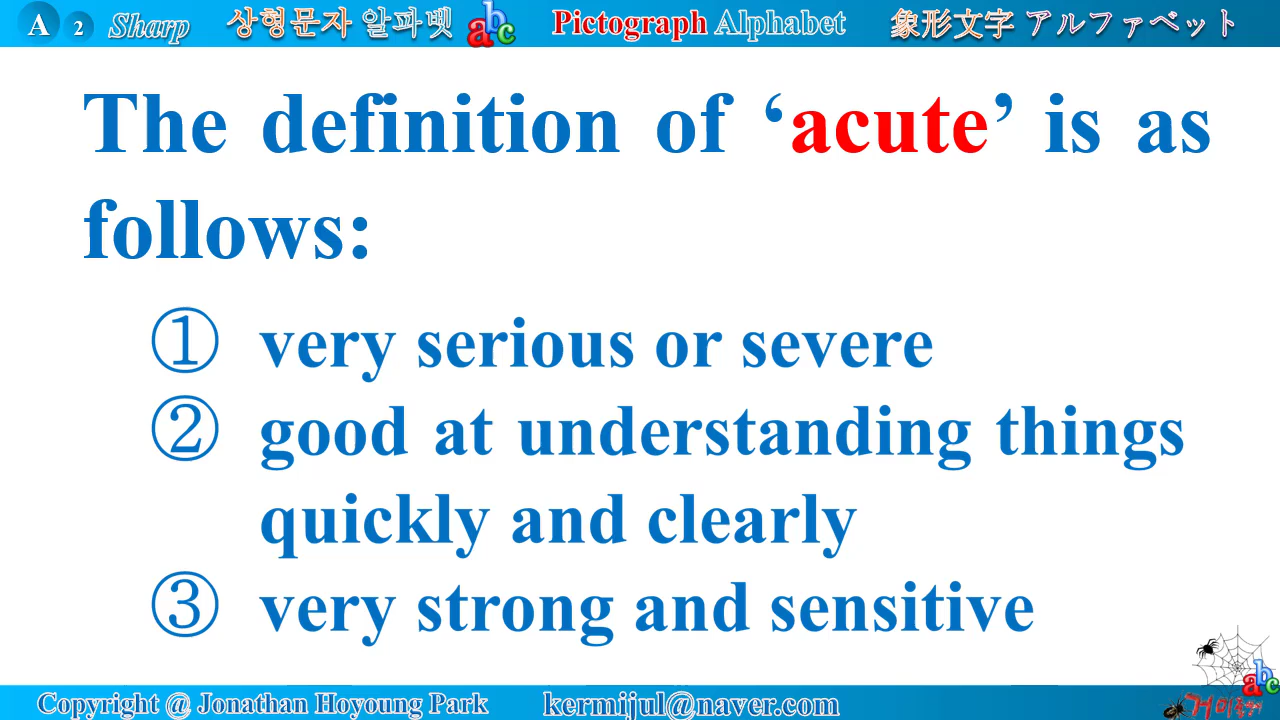 A 2 Sharp 상형문자 알파벳 abc Pictograph Alphabet 象形文字 アルファベット
The definition of ‘acute’ is as
follows:
① very serious or severe
② good at understanding things
quickly and clearly
③ very strong and sensitive
abc
Copyright @ Jonathan Hoyoung Park kermijul@naver.com